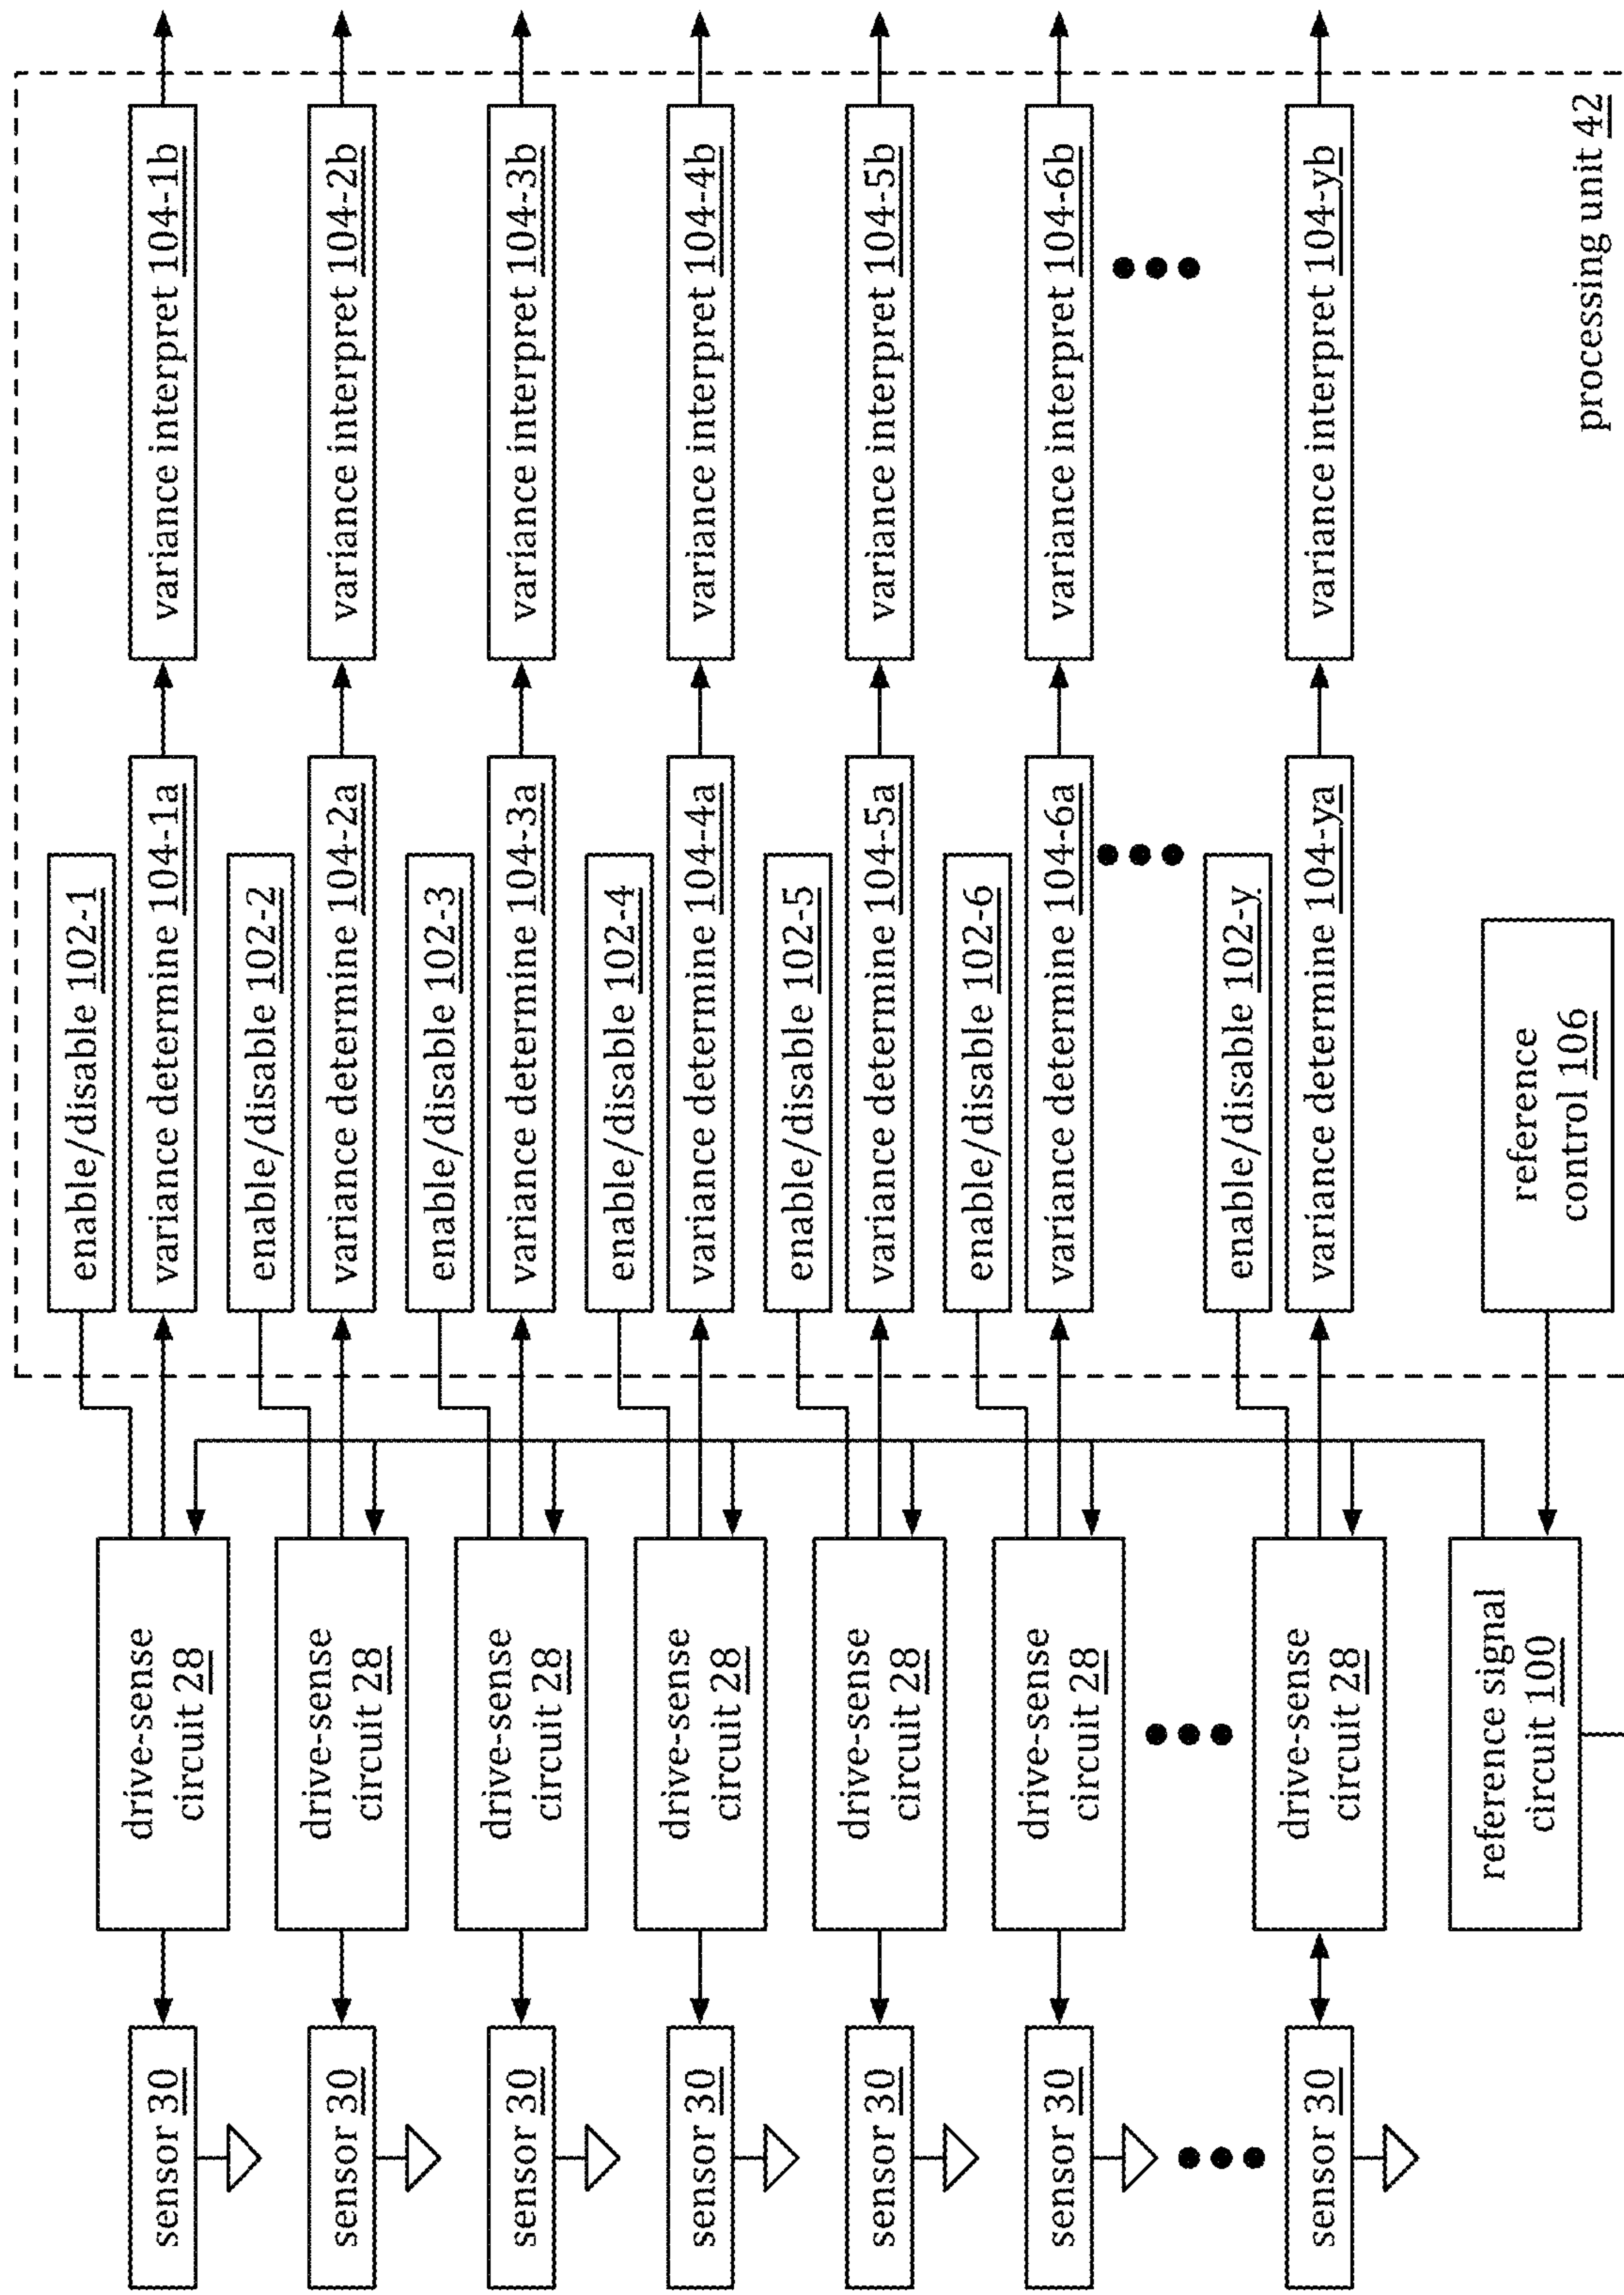 sensor 30
drive-sense
circuit 28
enable/disable 102-1
variance determine 104-1a
variance interpret 104-1b
sensor 30
drive-sense
circuit 28
enable/disable 102-2
variance determine 104-2a
variance interpret 104-2b
sensor 30
drive-sense
circuit 28
enable/disable 102-3
variance determine 104-3a
variance interpret 104-3b
sensor 30
drive-sense
circuit 28
enable/disable 102-4
variance determine 104-4a
variance interpret 104-4b
sensor 30
drive-sense
circuit 28
enable/disable 102-5
variance determine 104-5a
variance interpret 104-5b
sensor 30
drive-sense
circuit 28
enable/disable 102-6
variance determine 104-6a
variance interpret 104-6b
sensor 30
drive-sense
circuit 28
enable/disable 102-y
variance determine 104-ya
variance interpret 104-yb
reference signal
circuit 100
reference
control 106
processing unit 42